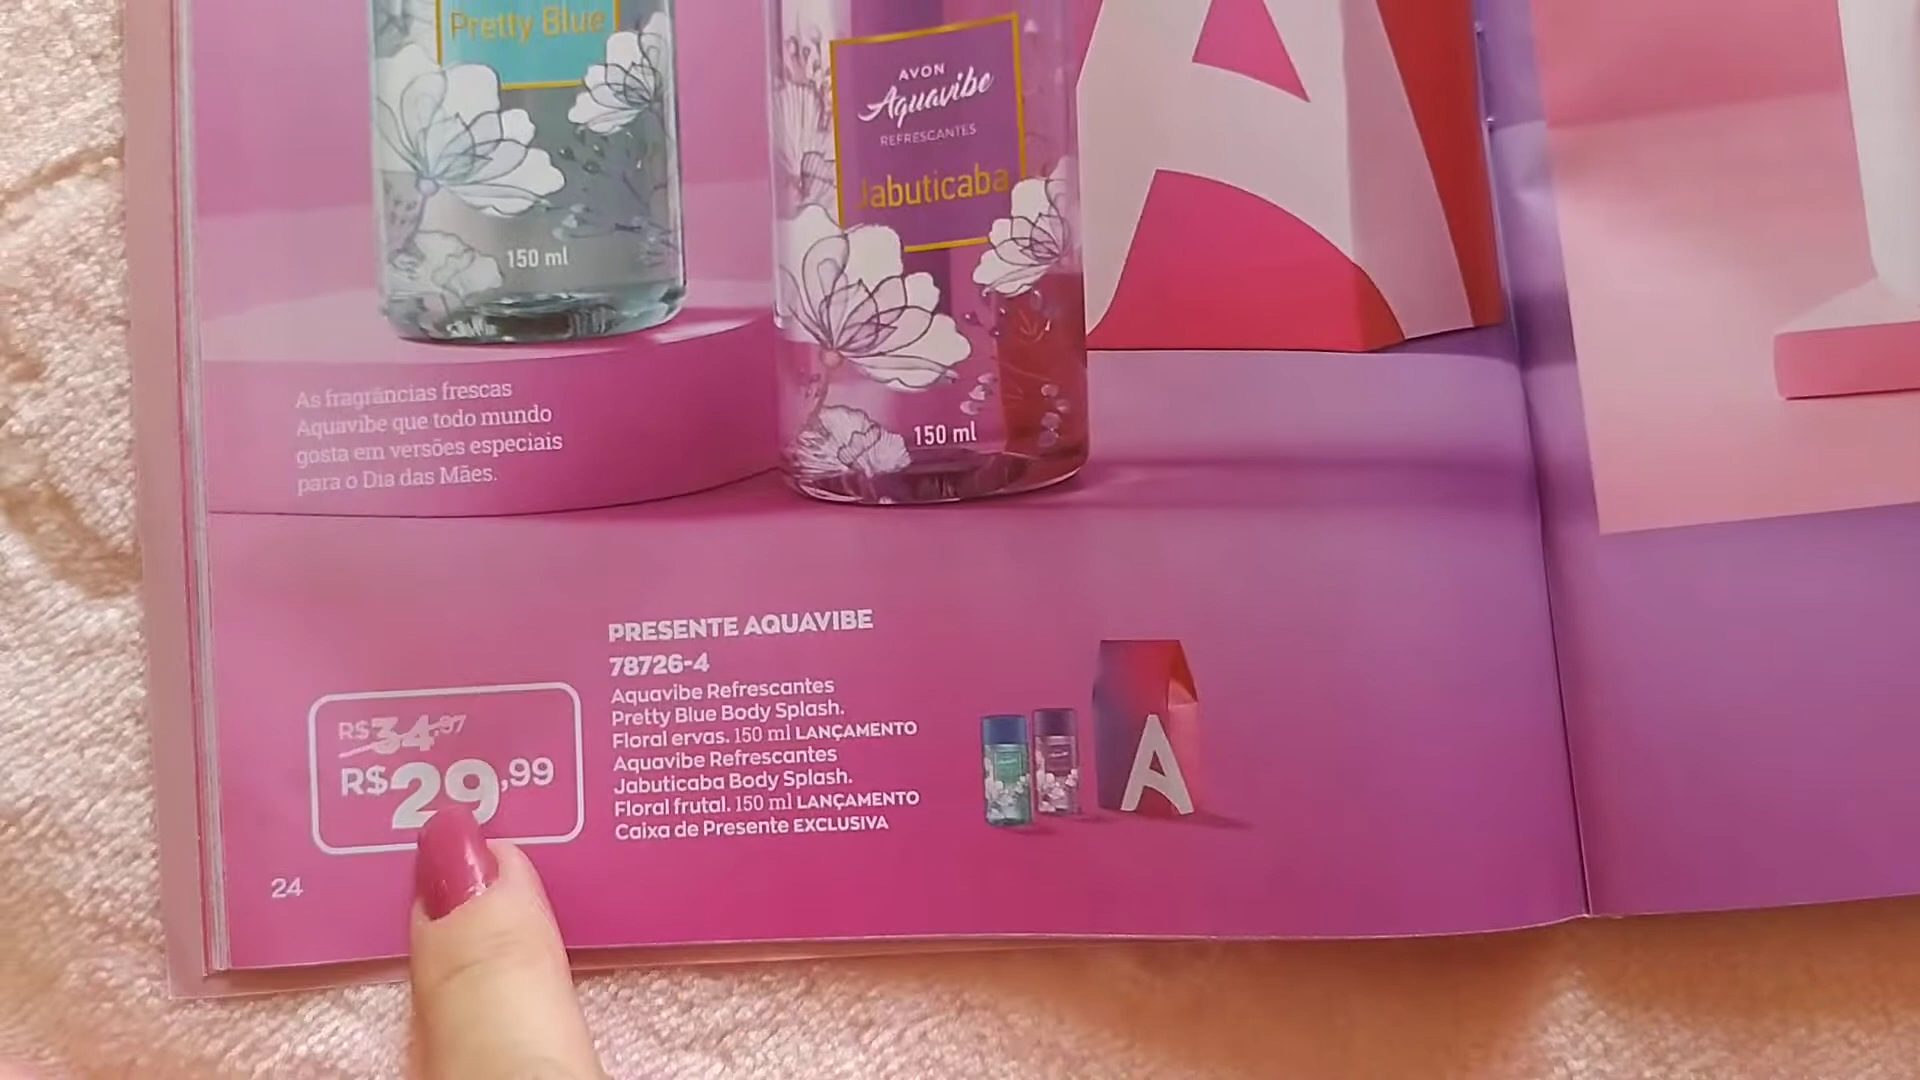 Pretty Blue
150 ml
AVON
Aquavibe
REFRESCANTES
Jabuticaba
150 ml
A
As fragrâncias frescas
Aquavibe que todo mundo
gosta em versões especiais
para o Dia das Mães.
PRESENTE AQUAVIBE
78726-4
Aquavibe Refrescantes
Pretty Blue Body Splash.
Floral ervas. 150 ml LANÇAMENTO
Aquavibe Refrescantes
Jabuticaba Body Splash.
Floral frutal. 150 ml LANÇAMENTO
Caixa de Presente EXCLUSIVA
R$34,97
R$29,99
A
24